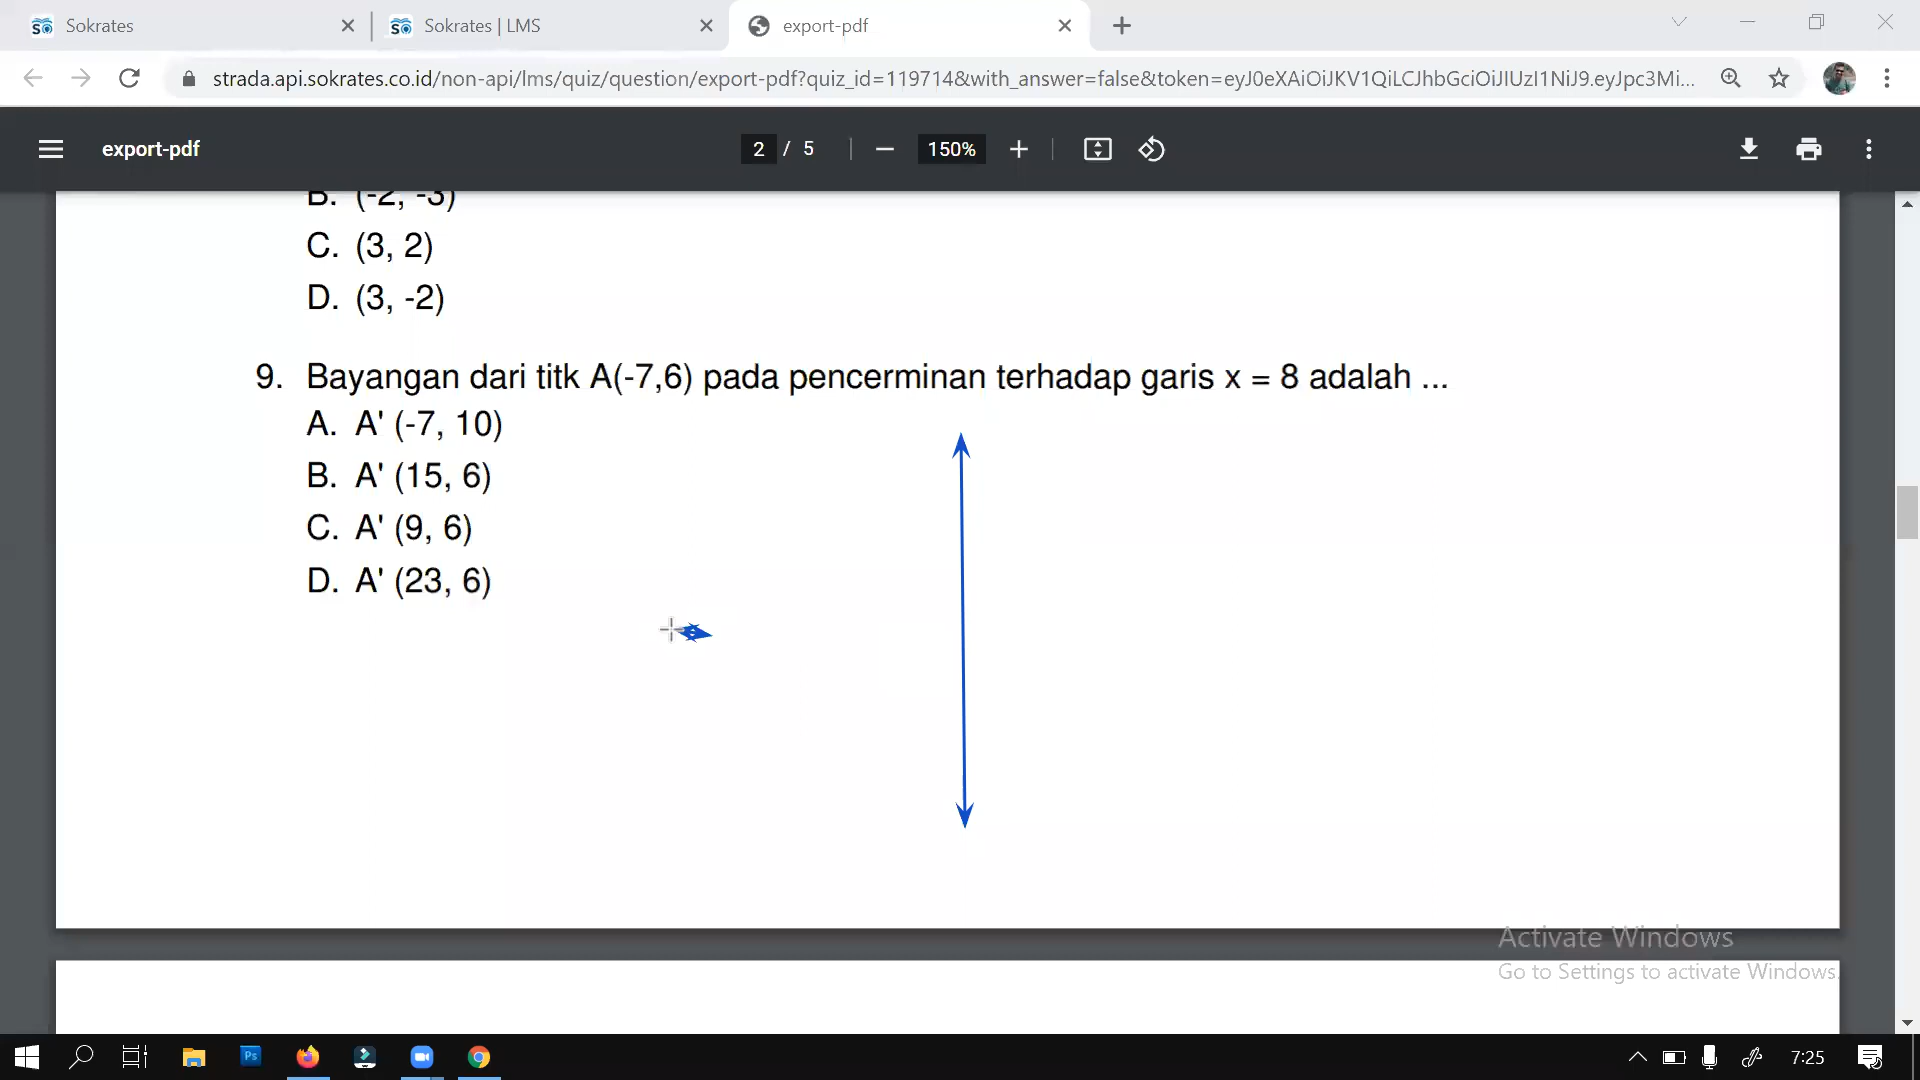 Sokrates
Sokrates | LMS
export-pdf
strada.api.sokrates.co.id/non-api/lms/quiz/question/export-pdf?quiz_id=119714&with_answer=false&token=eyJ0eXAiOiJKV1QiLCJhbGciOiJIUzI1NiJ9.eyJpc3Mi...
export-pdf
2 / 5
150%
B. (-2, -3)
C. (3, 2)
D. (3, -2)
9. Bayangan dari titk A(-7,6) pada pencerminan terhadap garis x = 8 adalah ...
A. A' (-7, 10)
B. A' (15, 6)
C. A' (9, 6)
D. A' (23, 6)
Activate Windows
Go to Settings to activate Windows.
Ps
7:25